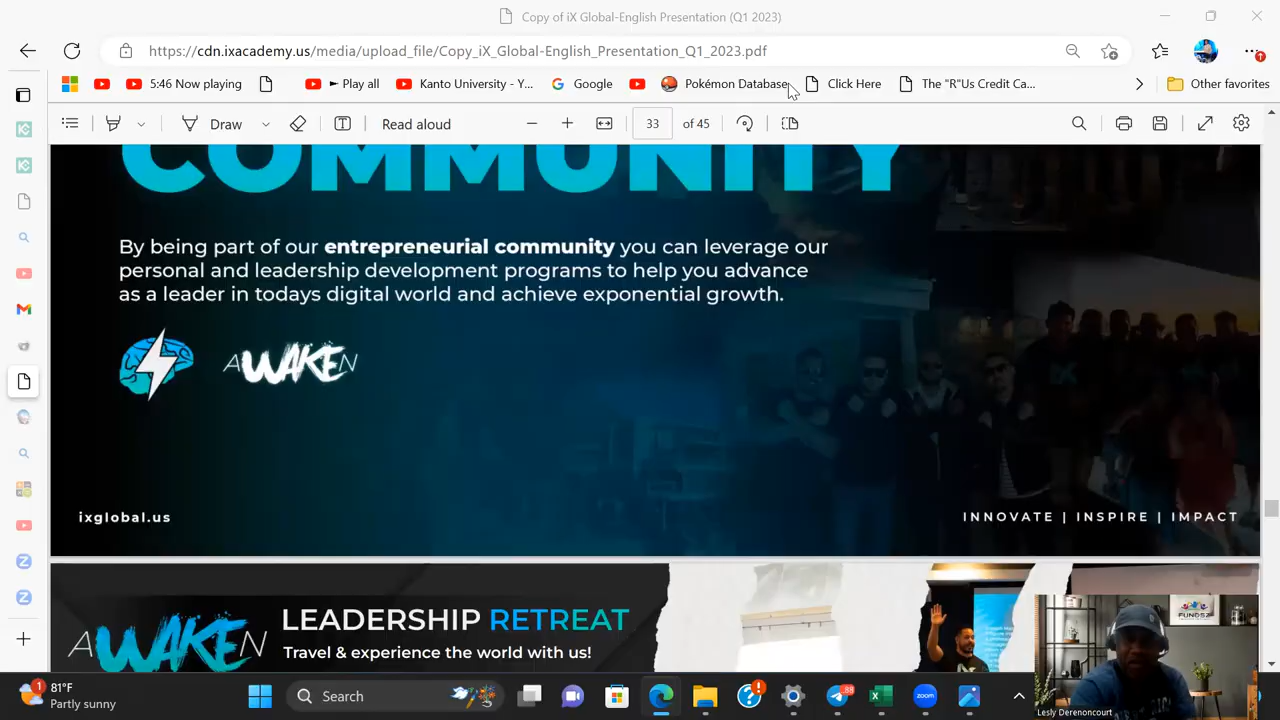 Copy of iX Global-English Presentation (Q1 2023)
https://cdn.ixacademy.us/media/upload_file/Copy_iX_Global-English_Presentation_Q1_2023.pdf
5:46 Now playing
► Play all
Kanto University - Y...
Google
Pokémon Database
Click Here
The "R"Us Credit Ca...
Other favorites
Draw
Read aloud
33
of 45
COMMUNITY
By being part of our entrepreneurial community you can leverage our
personal and leadership development programs to help you advance
as a leader in todays digital world and achieve exponential growth.
AWAKEN
ixglobal.us
INNOVATE | INSPIRE | IMPACT
AWAKEN
LEADERSHIP RETREAT
Travel & experience the world with us!
FUNDSZ
Lesly Derenoncourt
1
81°F
Partly sunny
Search
88
zoom